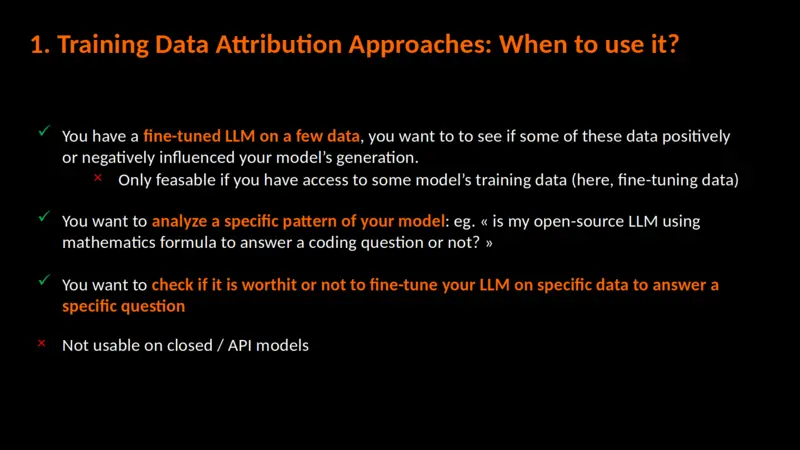 1. Training Data Attribution Approaches: When to use it?
✓ You have a fine-tuned LLM on a few data, you want to to see if some of these data positively
or negatively influenced your model’s generation.
× Only feasable if you have access to some model’s training data (here, fine-tuning data)
✓ You want to analyze a specific pattern of your model: eg. « is my open-source LLM using
mathematics formula to answer a coding question or not? »
✓ You want to check if it is worthit or not to fine-tune your LLM on specific data to answer a
specific question
× Not usable on closed / API models